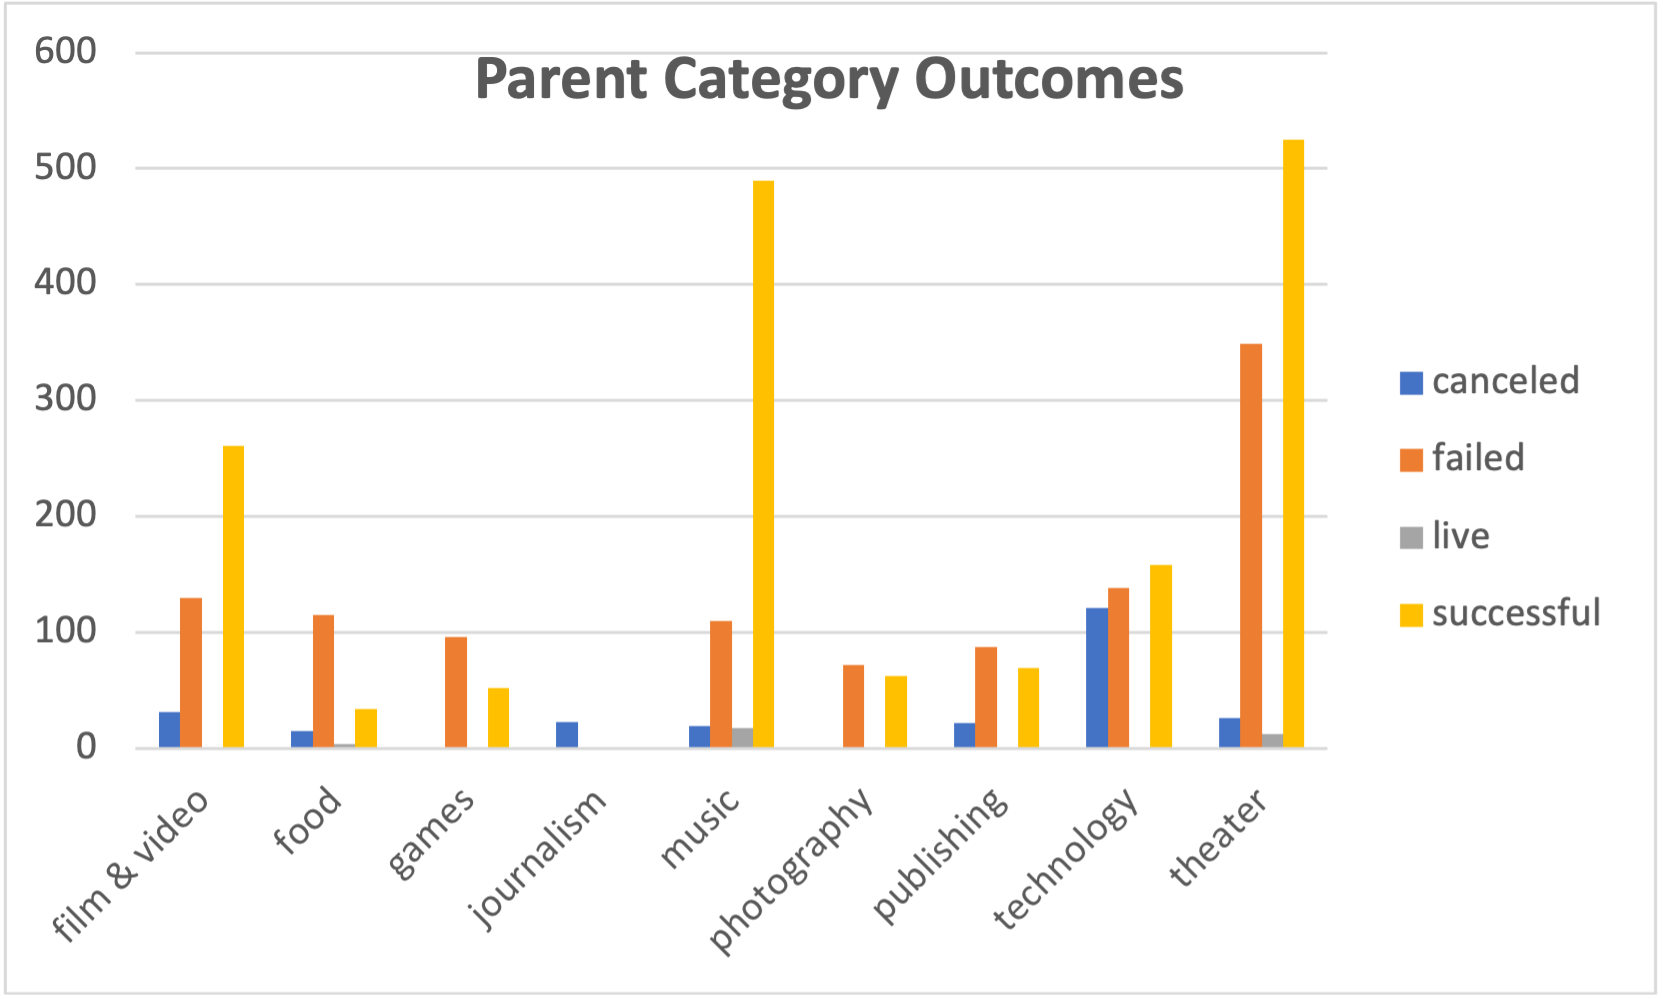 Parent Category Outcomes
600
500
400
300
200
100
0
film & video
food
games
journalism
music
photography
publishing
technology
theater
canceled
failed
live
successful